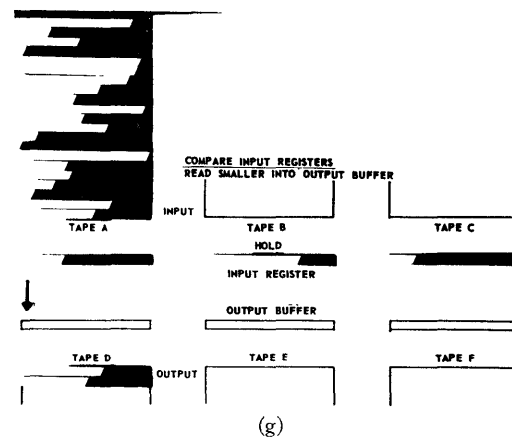 COMPARE INPUT REGISTERS
READ SMALLER INTO OUTPUT BUFFER
INPUT
TAPE A
TAPE B
TAPE C
HOLD
INPUT REGISTER
OUTPUT BUFFER
TAPE D
OUTPUT
TAPE E
TAPE F
(g)